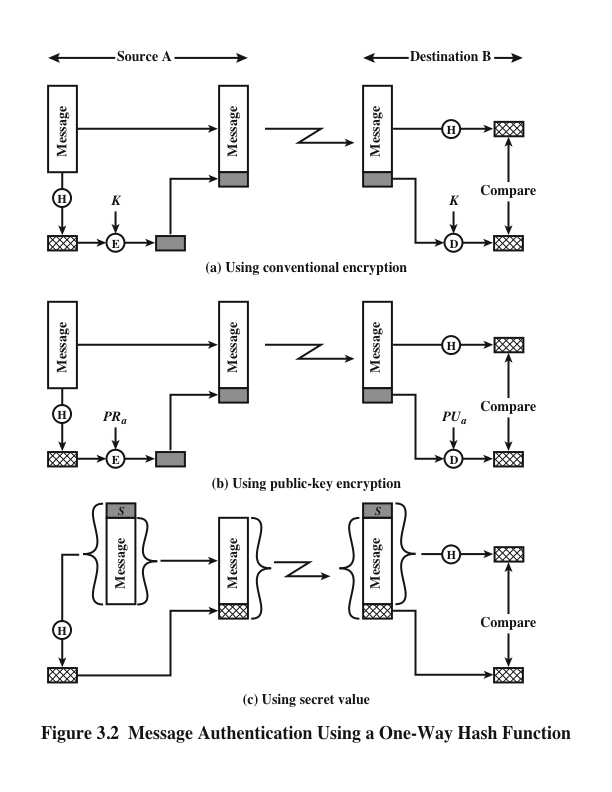 Source A
Destination B
Message
Message
Message
H
H
K
K
Compare
E
D
(a) Using conventional encryption
Message
Message
Message
H
H
PRa
PUa
Compare
E
D
(b) Using public-key encryption
S
S
Message
Message
Message
H
H
Compare
(c) Using secret value
Figure 3.2 Message Authentication Using a One-Way Hash Function